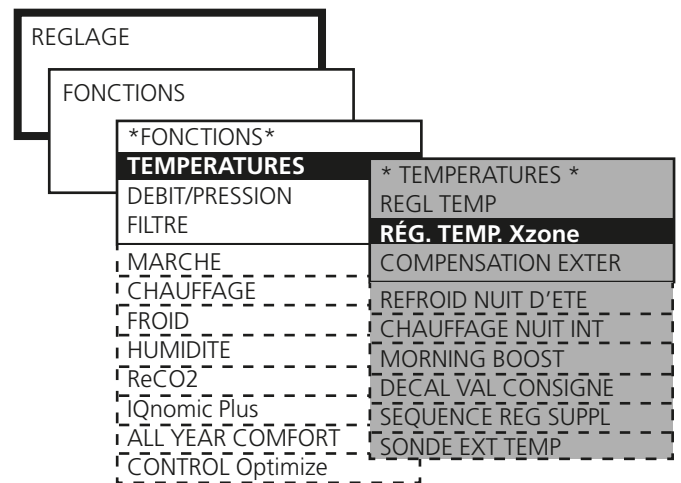 REGLAGE
FONCTIONS
*FONCTIONS*
TEMPERATURES
DEBIT/PRESSION
FILTRE
MARCHE
CHAUFFAGE
FROID
HUMIDITE
ReCO2
IQnomic Plus
ALL YEAR COMFORT
CONTROL Optimize
* TEMPERATURES *
REGL TEMP
RÉG. TEMP. Xzone
COMPENSATION EXTER
REFROID NUIT D’ETE
CHAUFFAGE NUIT INT
MORNING BOOST
DECAL VAL CONSIGNE
SEQUENCE REG SUPPL
SONDE EXT TEMP